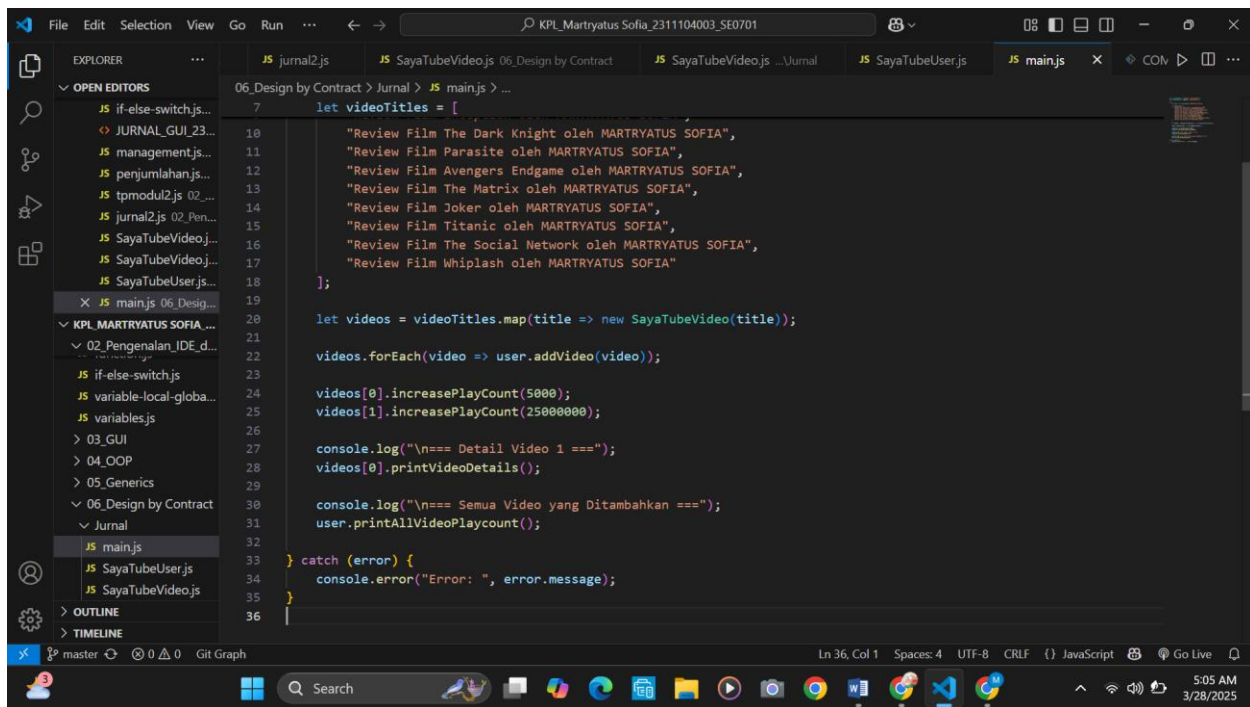 File Edit Selection View Go Run ···
KPL_Martryatus Sofia_2311104003_SE0701
EXPLORER ···
JS jurnal2.js
JS SayaTubeVideo.js 06_Design by Contract
JS SayaTubeVideo.js ...\Jurnal
JS SayaTubeUser.js
JS main.js
OPEN EDITORS
JS if-else-switch.js...
<> JURNAL_GUI_23...
JS management.js...
JS penjumlahan.js...
JS tpmodul2.js 02_...
JS jurnal2.js 02_Pen...
JS SayaTubeVideo.j...
JS SayaTubeVideo.j...
JS SayaTubeUser.js...
JS main.js 06_Desig...
KPL_MARTRYATUS SOFIA_...
02_Pengenalan_IDE_d...
JS if-else-switch.js
JS variable-local-globa...
JS variables.js
03_GUI
04_OOP
05_Generics
06_Design by Contract
Jurnal
JS main.js
JS SayaTubeUser.js
JS SayaTubeVideo.js
OUTLINE
TIMELINE
06_Design by Contract > Jurnal > JS main.js > ...
7 let videoTitles = [
10 "Review Film The Dark Knight oleh MARTRYATUS SOFIA",
11 "Review Film Parasite oleh MARTRYATUS SOFIA",
12 "Review Film Avengers Endgame oleh MARTRYATUS SOFIA",
13 "Review Film The Matrix oleh MARTRYATUS SOFIA",
14 "Review Film Joker oleh MARTRYATUS SOFIA",
15 "Review Film Titanic oleh MARTRYATUS SOFIA",
16 "Review Film The Social Network oleh MARTRYATUS SOFIA",
17 "Review Film Whiplash oleh MARTRYATUS SOFIA"
18 ];
19
20 let videos = videoTitles.map(title => new SayaTubeVideo(title));
21
22 videos.forEach(video => user.addVideo(video));
23
24 videos[0].increasePlayCount(5000);
25 videos[1].increasePlayCount(25000000);
26
27 console.log("\n=== Detail Video 1 ===");
28 videos[0].printVideoDetails();
29
30 console.log("\n=== Semua Video yang Ditambahkan ===");
31 user.printAllVideoPlaycount();
32
33 } catch (error) {
34 console.error("Error: ", error.message);
35 }
36
master 0 0 Git Graph
Ln 36, Col 1 Spaces: 4 UTF-8 CRLF {} JavaScript Go Live
3
Search
5:05 AM
3/28/2025